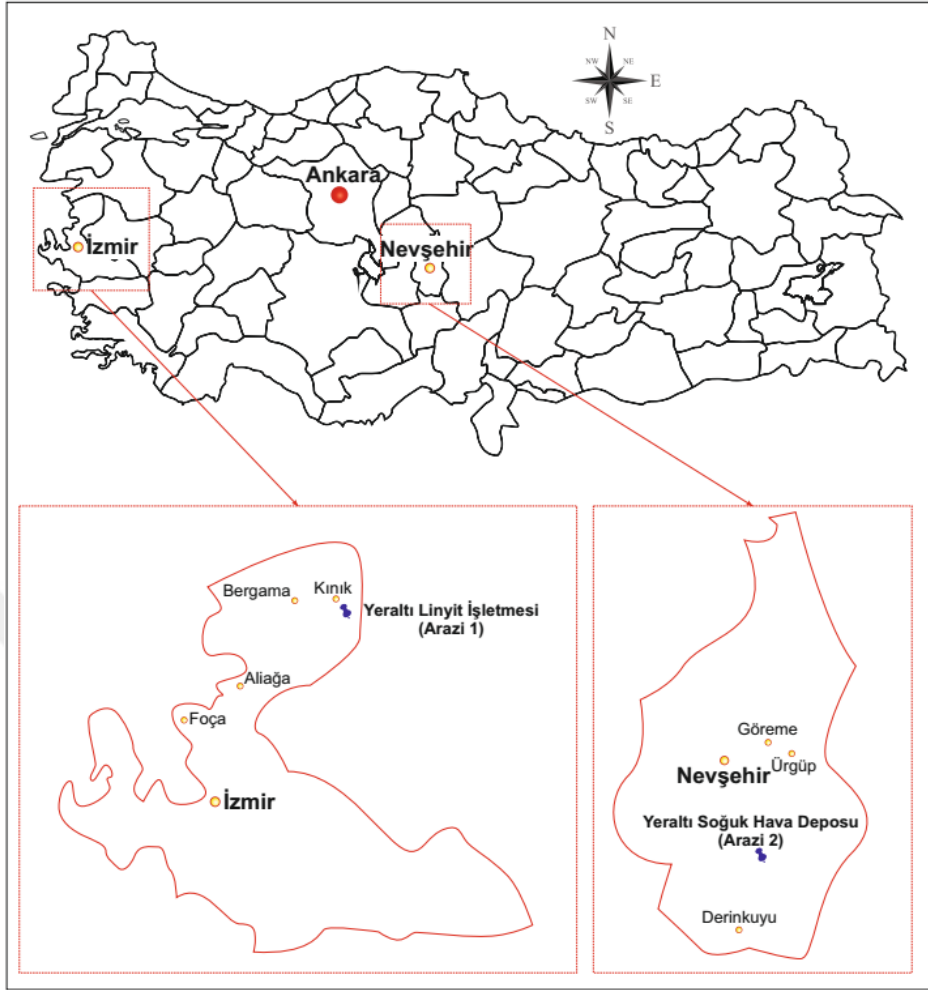 N
NW
NE
E
SW
SE
S
Ankara
İzmir
Nevşehir
Bergama
Kınık
Yeraltı Linyit İşletmesi
(Arazi 1)
Aliağa
Foça
İzmir
Göreme
Ürgüp
Nevşehir
Yeraltı Soğuk Hava Deposu
(Arazi 2)
Derinkuyu